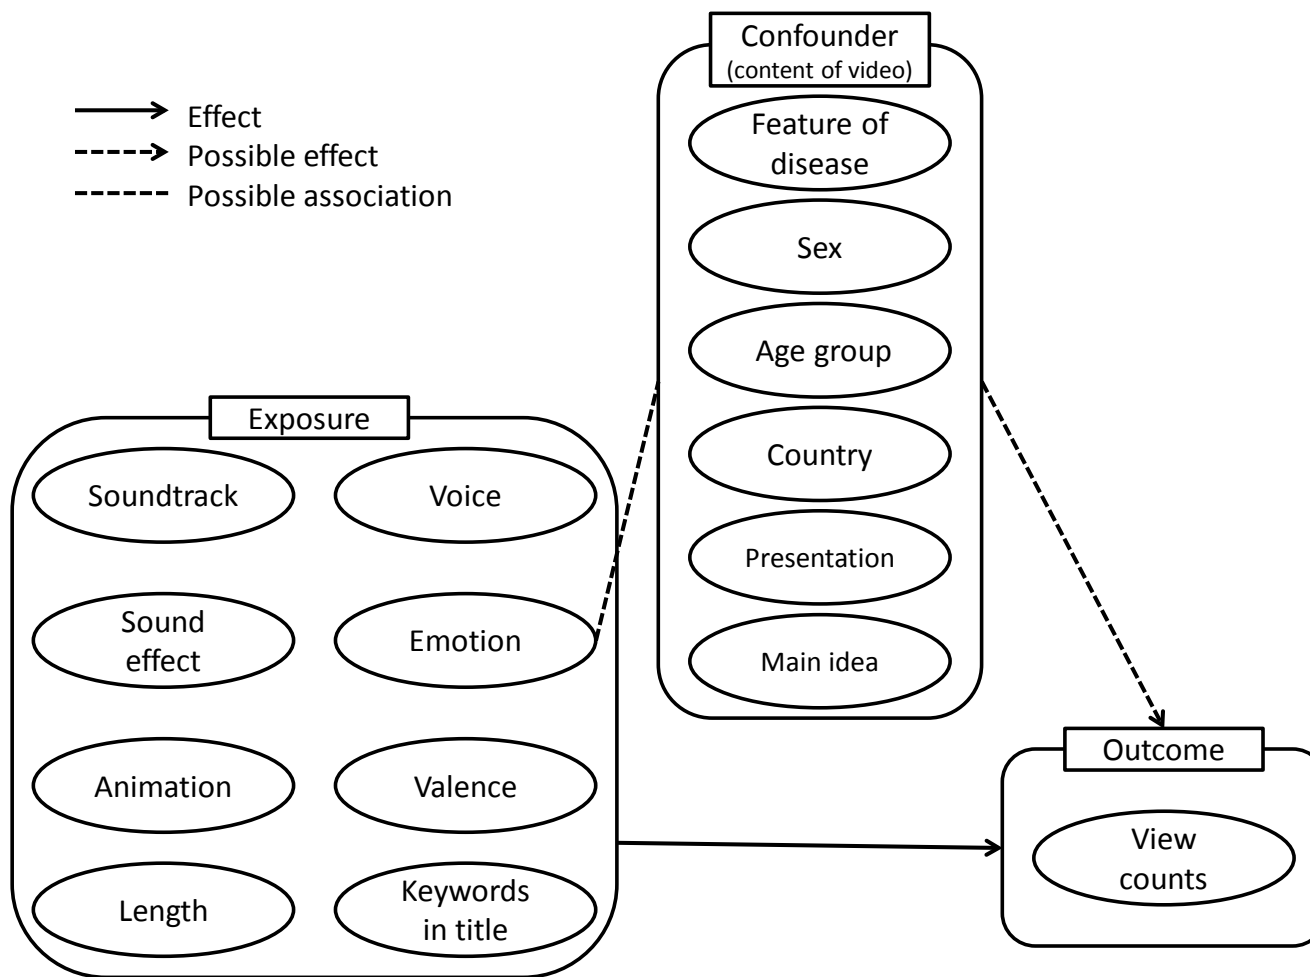 Effect
Possible effect
Possible association
Confounder
(content of video)
Feature of
disease
Sex
Age group
Country
Presentation
Main idea
Exposure
Soundtrack
Voice
Sound
effect
Emotion
Animation
Valence
Length
Keywords
in title
Outcome
View
counts